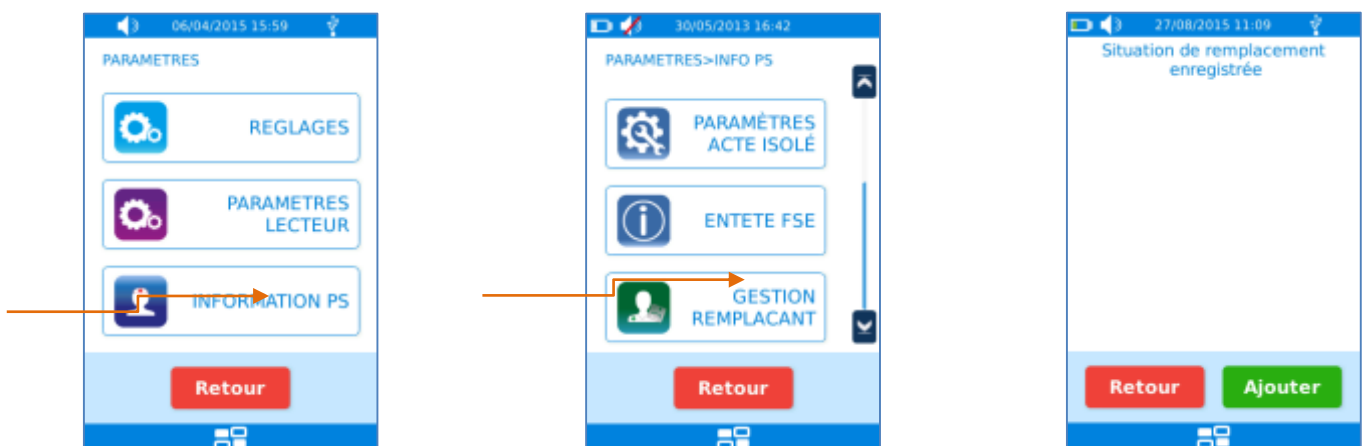 06/04/2015 15:59
PARAMETRES
REGLAGES
PARAMETRES
LECTEUR
INFORMATION PS
Retour
30/05/2013 16:42
PARAMETRES>INFO PS
PARAMÈTRES
ACTE ISOLÉ
ENTETE FSE
GESTION
REMPLACANT
Retour
27/08/2015 11:09
Situation de remplacement
enregistrée
Retour
Ajouter